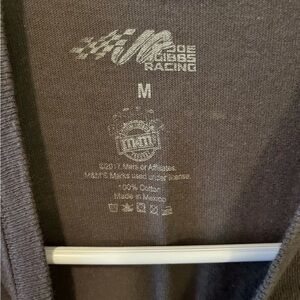 JOE
GIBBS
RACING
M
m&m's
©2017 Mars or Affiliates.
M&M'S Marks used under license.
100% Cotton
Made in Mexico